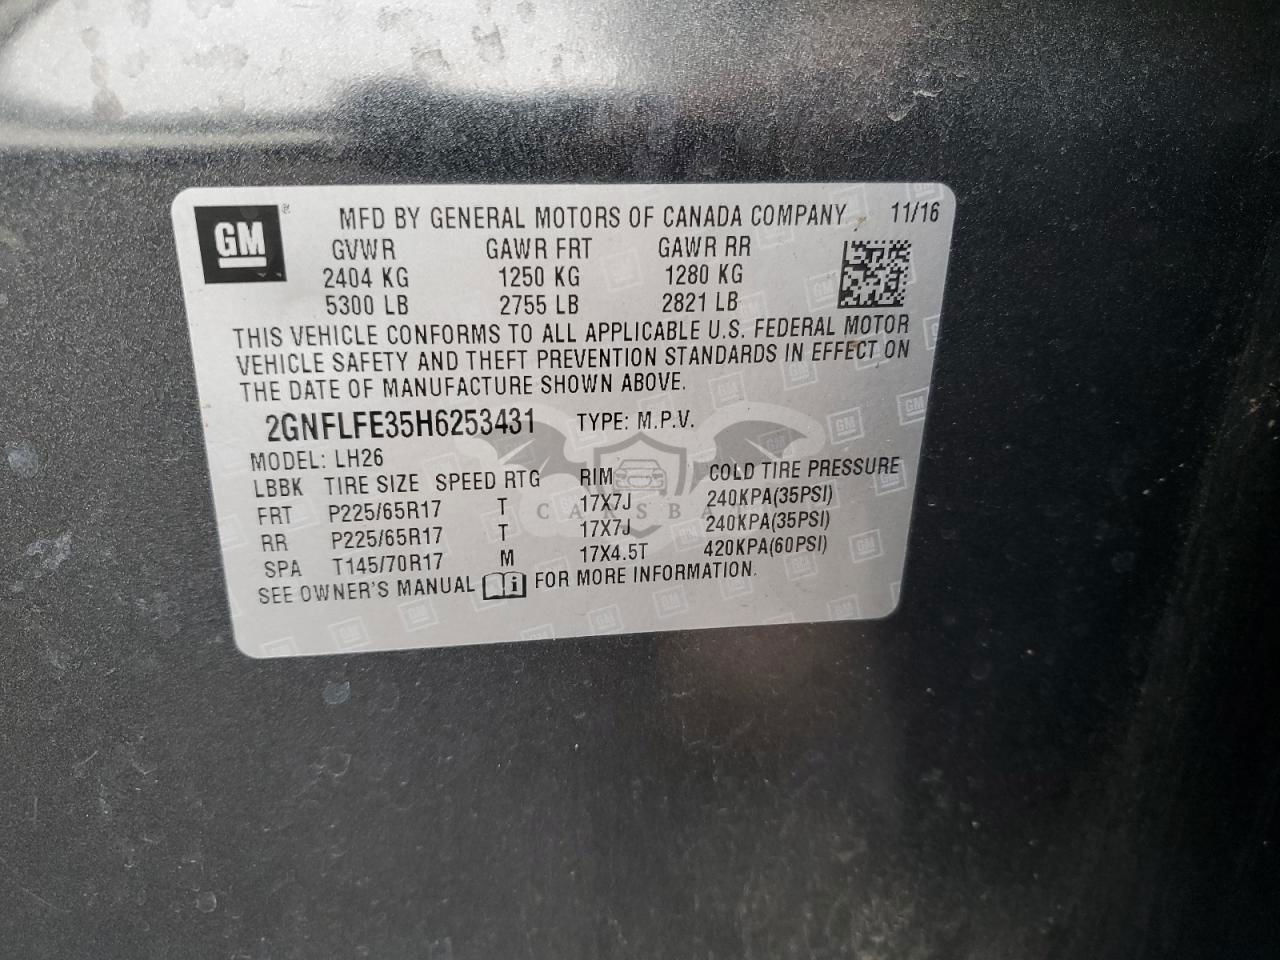 GM ® MFD BY GENERAL MOTORS OF CANADA COMPANY 11/16
GVWR GAWR FRT GAWR RR
2404 KG 1250 KG 1280 KG
5300 LB 2755 LB 2821 LB
THIS VEHICLE CONFORMS TO ALL APPLICABLE U.S. FEDERAL MOTOR
VEHICLE SAFETY AND THEFT PREVENTION STANDARDS IN EFFECT ON
THE DATE OF MANUFACTURE SHOWN ABOVE.
2GNFLFE35H6253431 TYPE: M.P.V.
MODEL: LH26
LBBK TIRE SIZE SPEED RTG RIM COLD TIRE PRESSURE
FRT P225/65R17 T 17X7J 240KPA(35PSI)
RR P225/65R17 T 17X7J 240KPA(35PSI)
SPA T145/70R17 M 17X4.5T 420KPA(60PSI)
SEE OWNER'S MANUAL i FOR MORE INFORMATION.